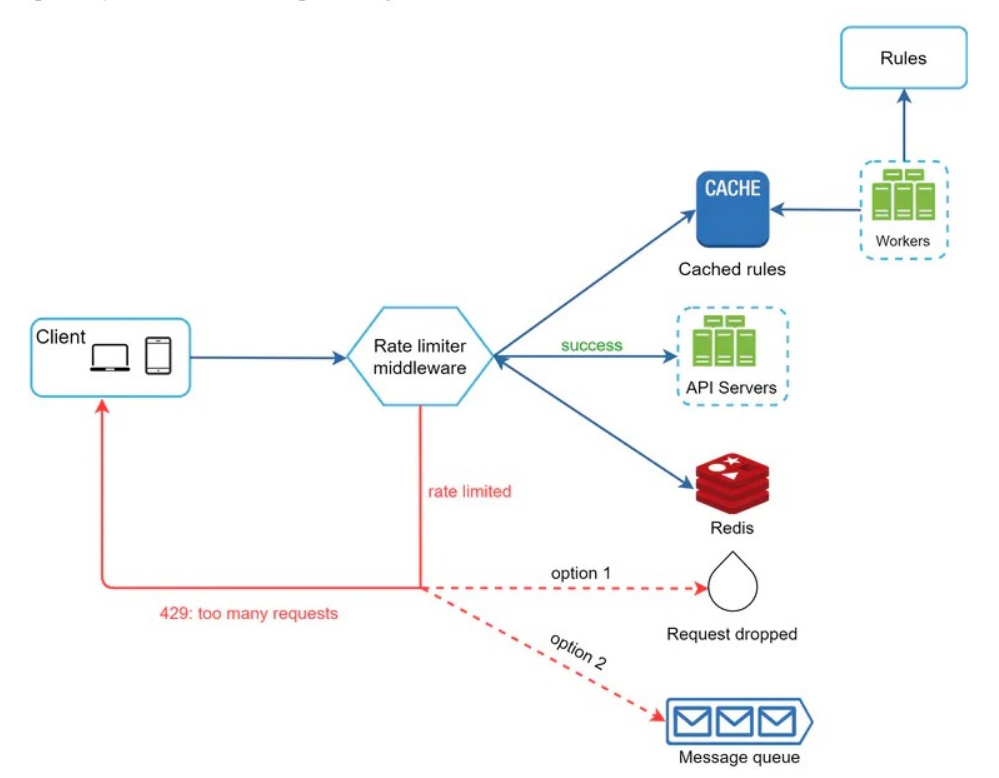 Rules
CACHE
Workers
Cached rules
Client
Rate limiter
middleware
success
API Servers
rate limited
Redis
option 1
429: too many requests
Request dropped
option 2
Message queue